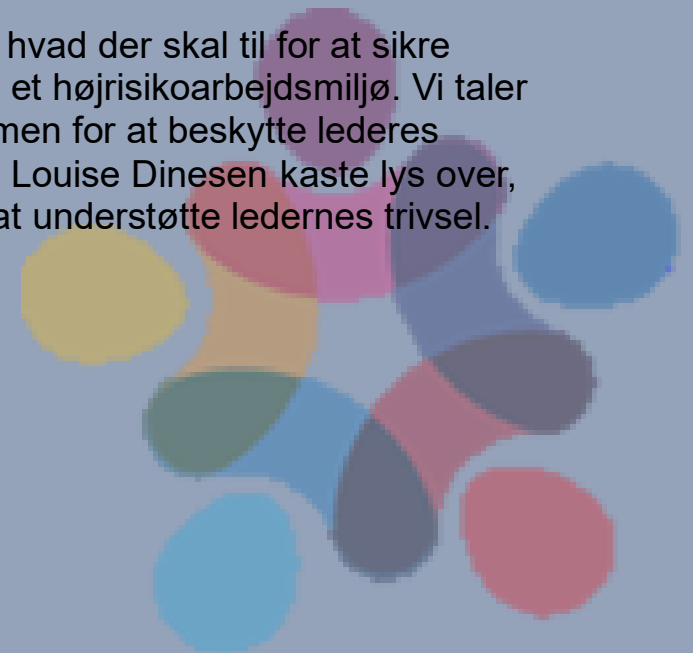 hvad der skal til for at sikre
et højrisikoarbejdsmiljø. Vi taler
men for at beskytte lederes
Louise Dinesen kaste lys over,
at understøtte ledernes trivsel.